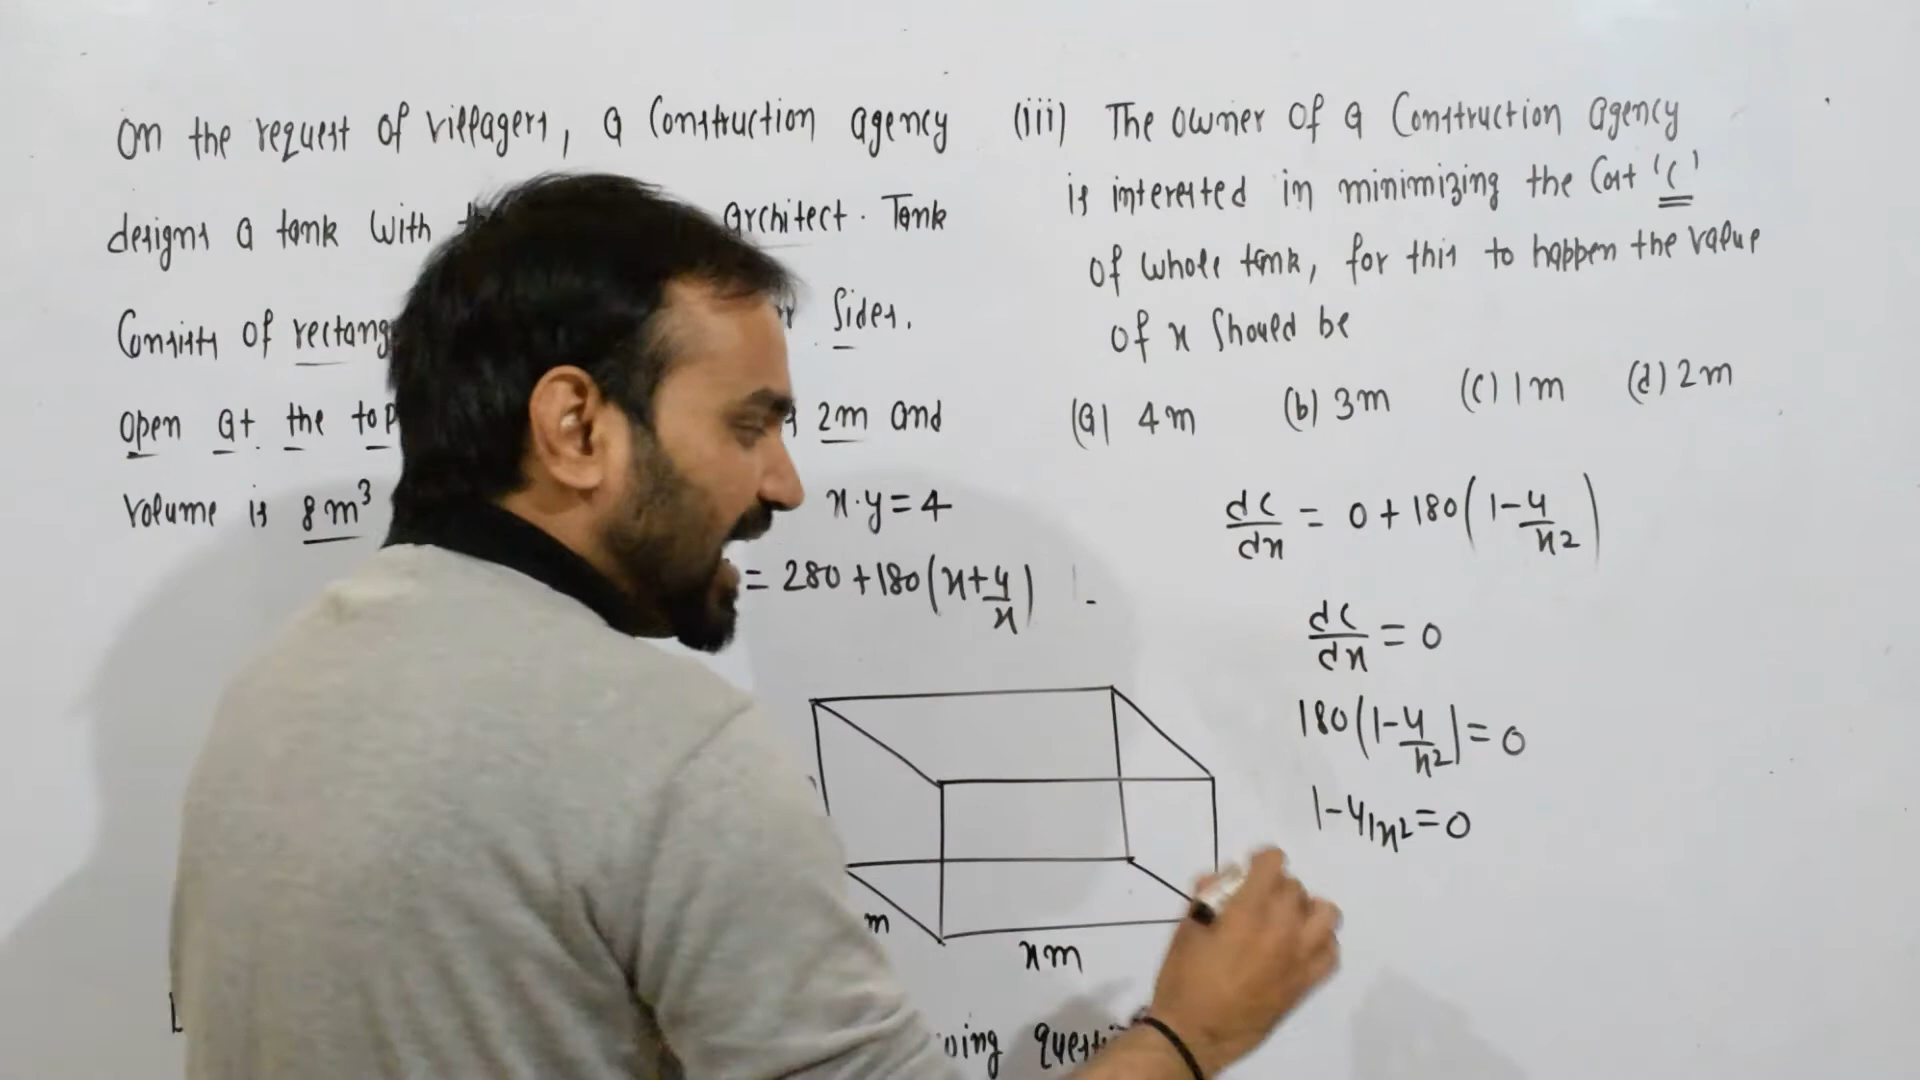 On the request of villagers, a Construction agency
designs a tank with architect. Tank
Consists of Sides.
open at the top 2m and
Volume is 8m³ x·y=4
= 280+180(x+4/x)
m
xm
questi
(iii) The owner of a Construction agency
is interested in minimizing the Cost 'C'
of whole tank, for this to happen the value
of x should be
(a) 4m (b) 3m (c) 1m (d) 2m
dc/dx = 0+180(1-4/x²)
dc/dx = 0
180(1-4/x²)=0
1-4/x²=0